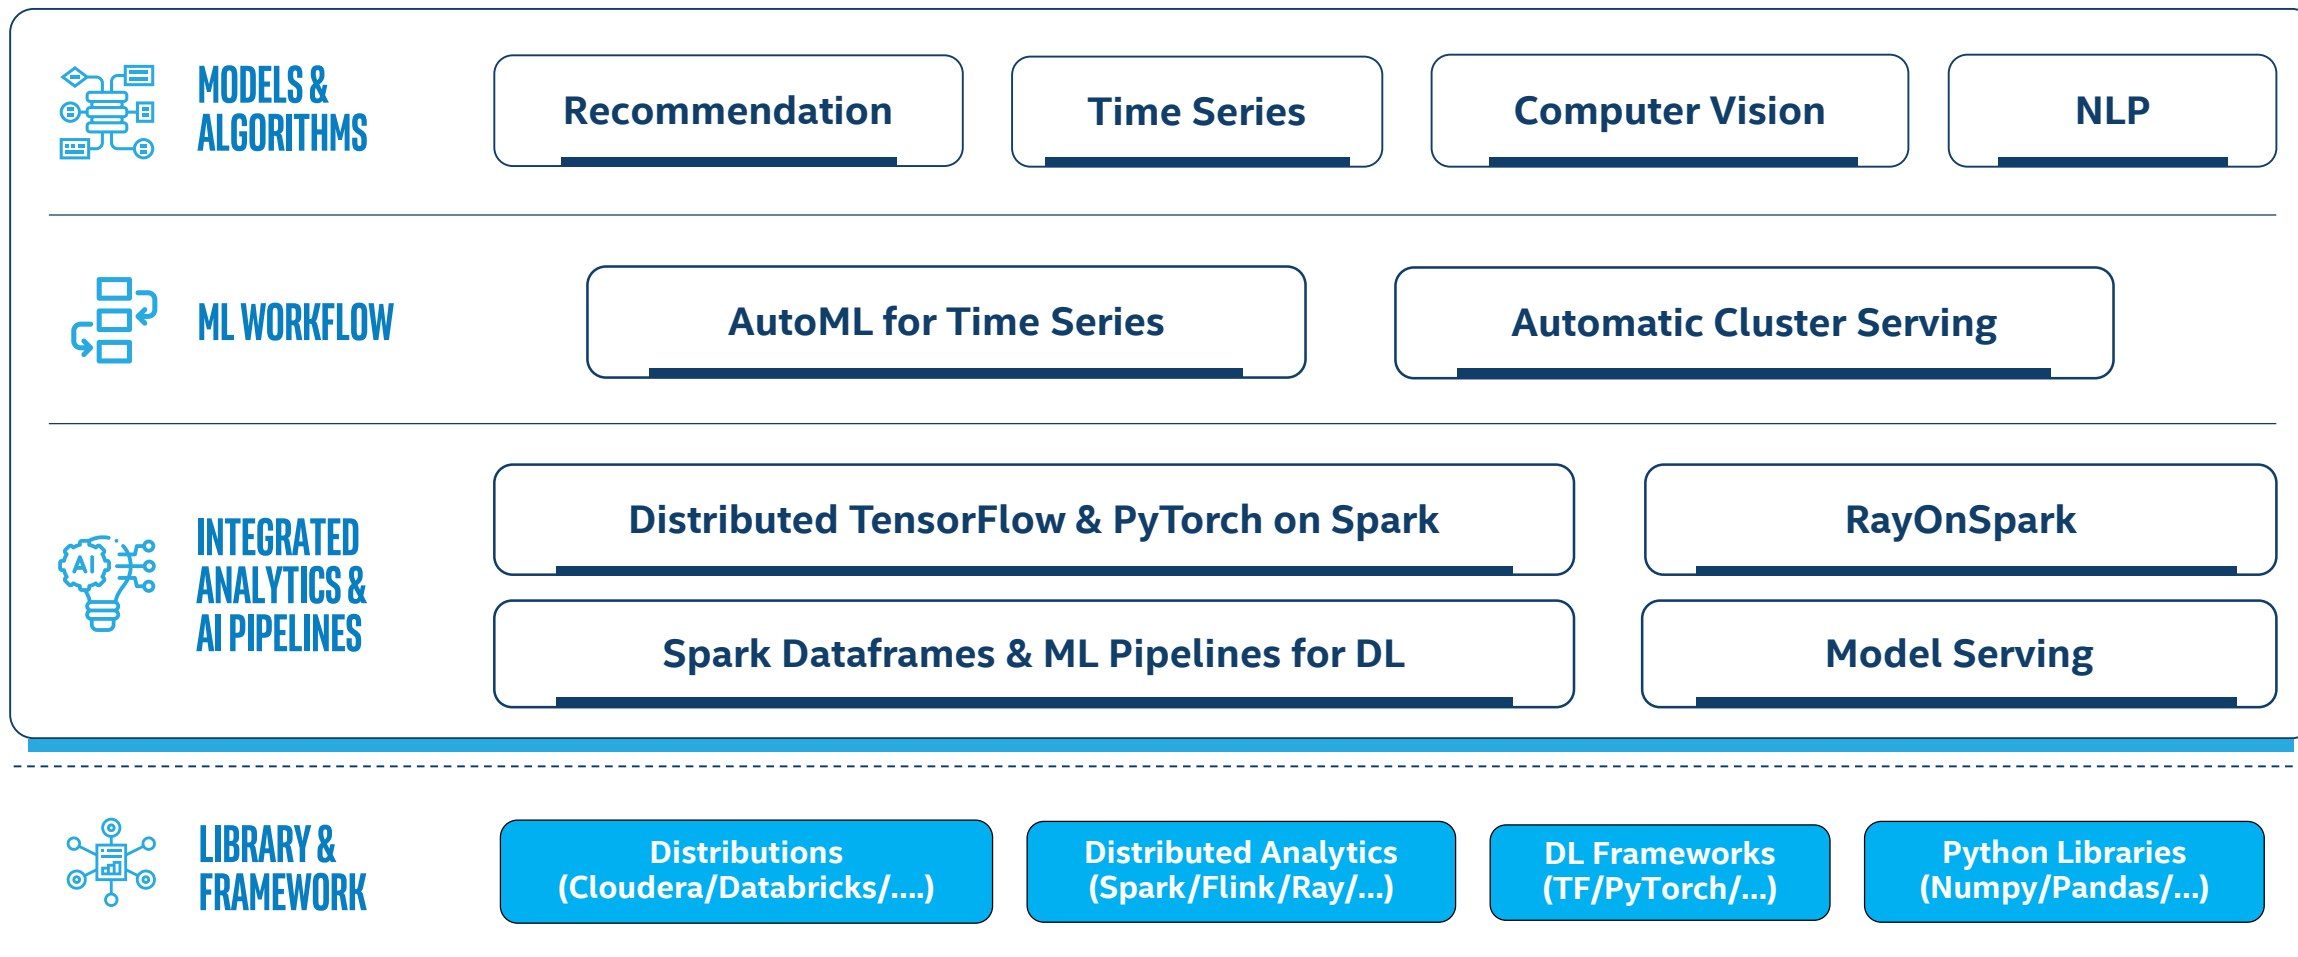 MODELS &
ALGORITHMS
Recommendation
Time Series
Computer Vision
NLP
ML WORKFLOW
AutoML for Time Series
Automatic Cluster Serving
INTEGRATED
ANALYTICS &
AI PIPELINES
AI
Distributed TensorFlow & PyTorch on Spark
RayOnSpark
Spark Dataframes & ML Pipelines for DL
Model Serving
LIBRARY &
FRAMEWORK
Distributions
(Cloudera/Databricks/....)
Distributed Analytics
(Spark/Flink/Ray/...)
DL Frameworks
(TF/PyTorch/...)
Python Libraries
(Numpy/Pandas/...)